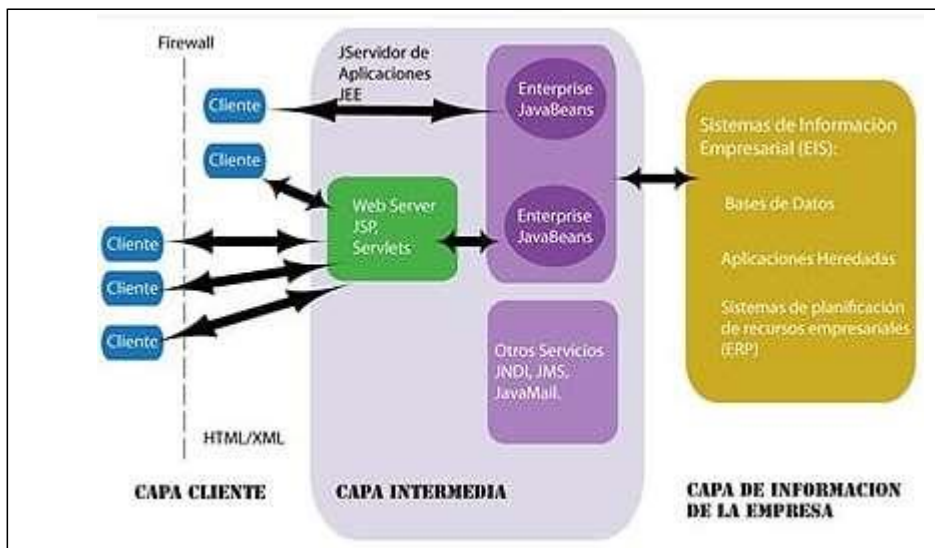 Firewall
JServidor de
Aplicaciones
JEE
Cliente
Cliente
Cliente
Cliente
Cliente
HTML/XML
Web Server
JSP,
Servlets
Enterprise
JavaBeans
Enterprise
JavaBeans
Otros Servicios
JNDI, JMS,
JavaMail.
Sistemas de Informaciòn
Empresarial (EIS):
Bases de Datos
Aplicaciones Heredadas
Sistemas de planificación
de recursos empresariales
(ERP)
CAPA CLIENTE
CAPA INTERMEDIA
CAPA DE INFORMACION
DE LA EMPRESA